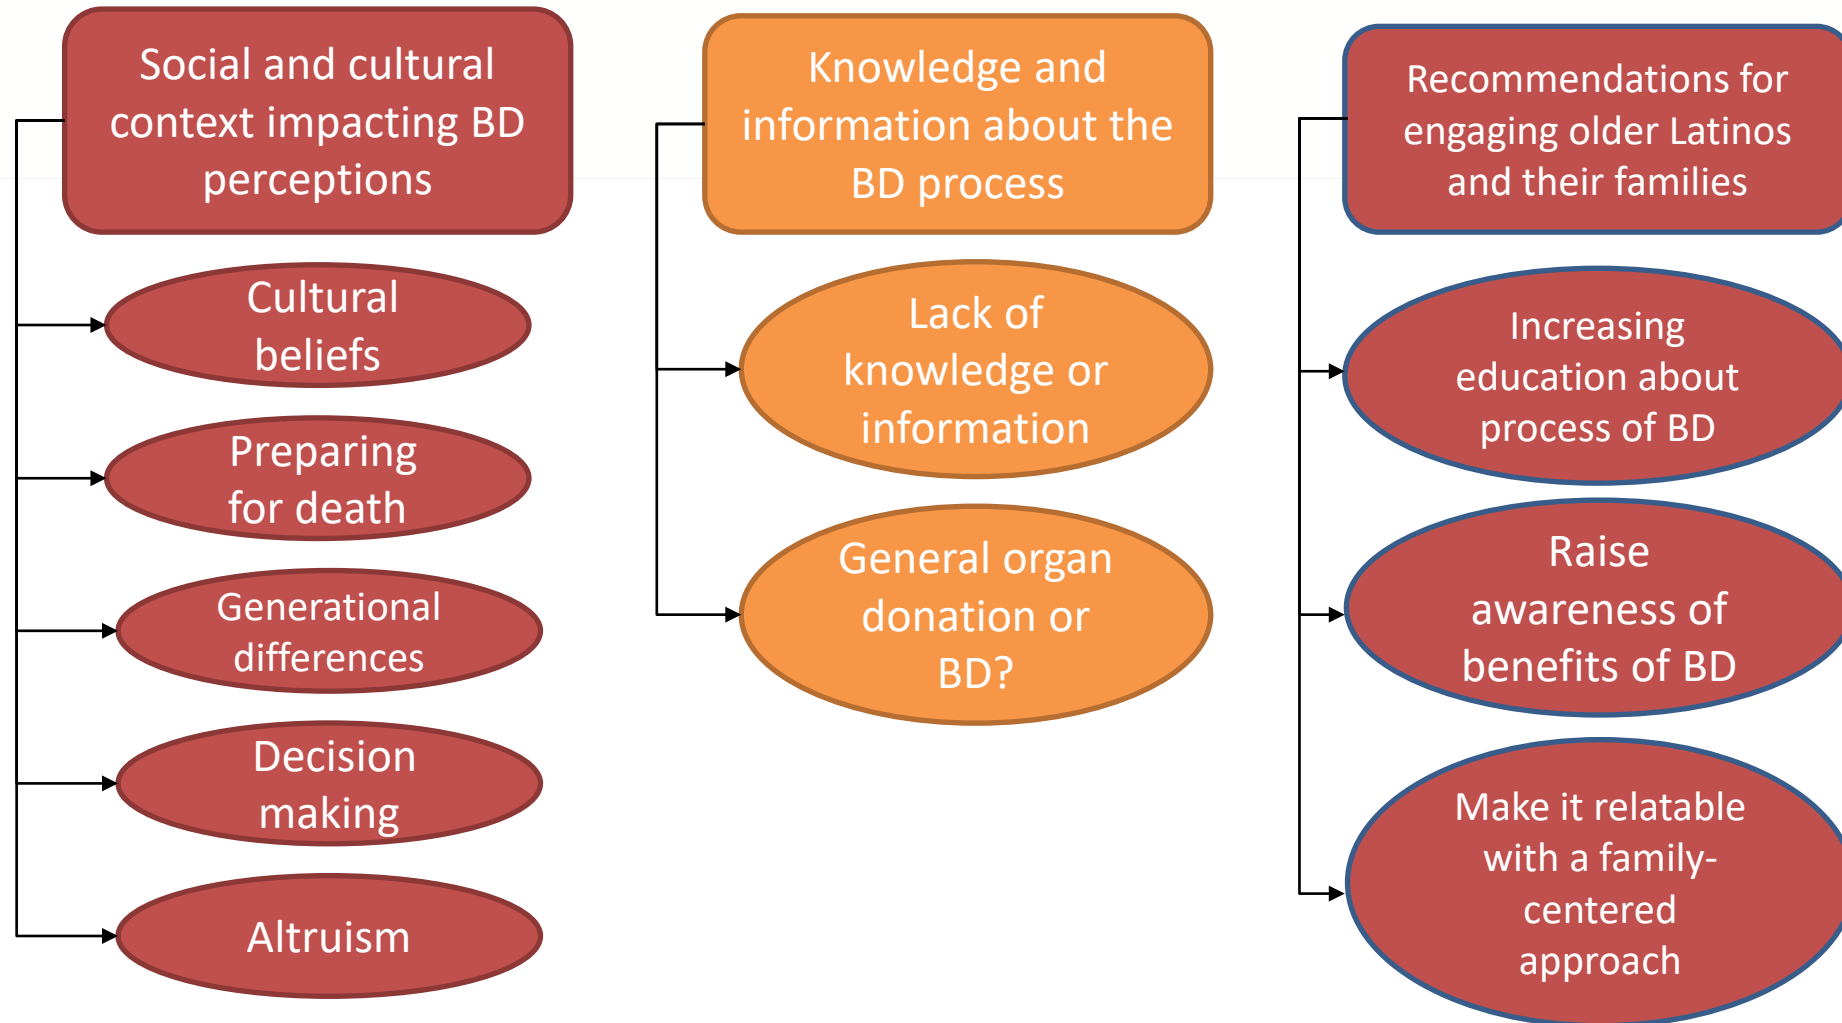 Social and cultural
context impacting BD
perceptions
Cultural
beliefs
Preparing
for death
Generational
differences
Decision
making
Altruism
Knowledge and
information about the
BD process
Lack of
knowledge or
information
General organ
donation or
BD?
Recommendations for
engaging older Latinos
and their families
Increasing
education about
process of BD
Raise
awareness of
benefits of BD
Make it relatable
with a family-
centered
approach